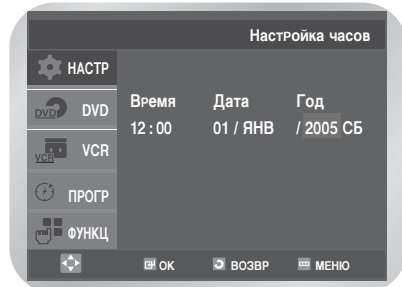 Настройка часов
НАСТР
DVD DVD
VCR VCR
ПРОГР
ФУНКЦ
Время Дата Год
12 : 00 01 / ЯНВ / 2005 СБ
OK ВОЗВР МЕНЮ